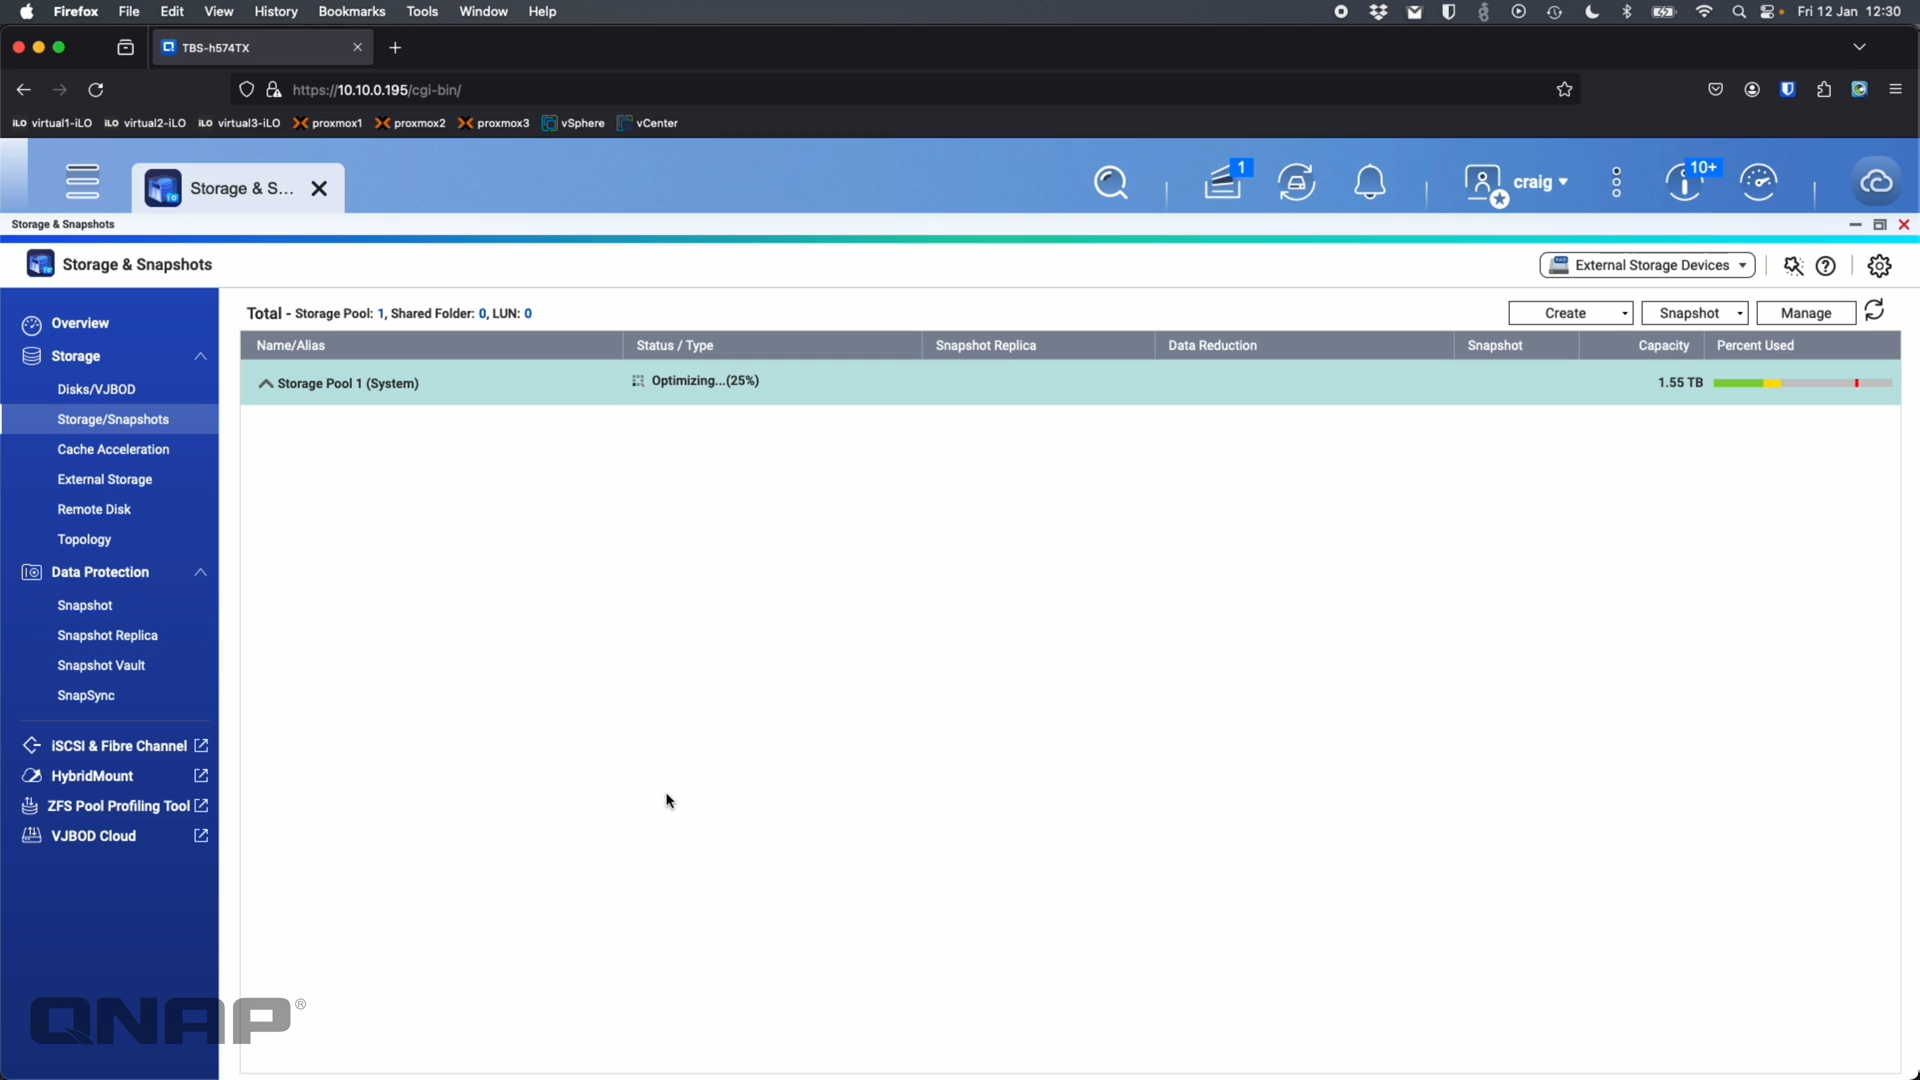 Firefox File Edit View History Bookmarks Tools Window Help Fri 12 Jan 12:30
TBS-h574TX
https://10.10.0.195/cgi-bin/
iLO virtual1-iLO iLO virtual2-iLO iLO virtual3-iLO proxmox1 proxmox2 proxmox3 vSphere vCenter
Storage & S... 1 craig 10+
Storage & Snapshots
Storage & Snapshots External Storage Devices
Overview
Storage
Disks/VJBOD
Storage/Snapshots
Cache Acceleration
External Storage
Remote Disk
Topology
Data Protection
Snapshot
Snapshot Replica
Snapshot Vault
SnapSync
iSCSI & Fibre Channel
HybridMount
ZFS Pool Profiling Tool
VJBOD Cloud
Total - Storage Pool: 1, Shared Folder: 0, LUN: 0 Create Snapshot Manage
Name/Alias Status / Type Snapshot Replica Data Reduction Snapshot Capacity Percent Used
Storage Pool 1 (System) Optimizing...(25%) 1.55 TB
QNAP®